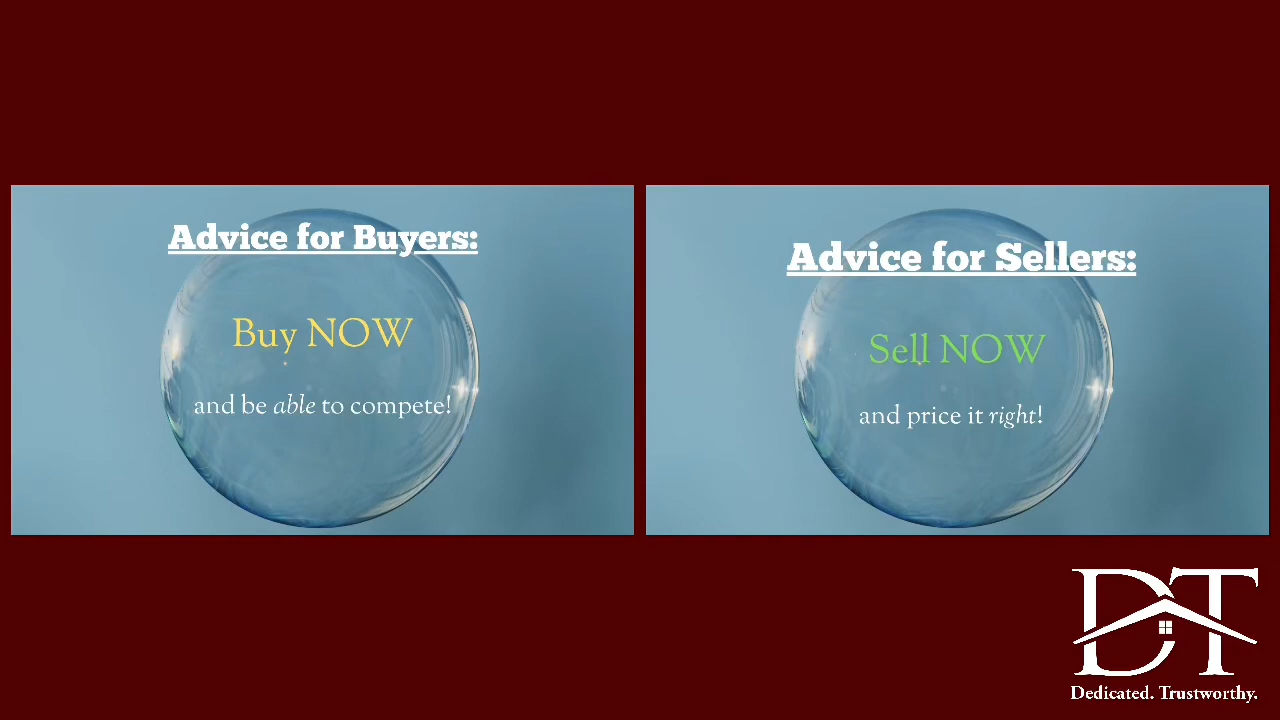 Advice for Buyers:
Buy NOW
and be able to compete!
Advice for Sellers:
Sell NOW
and price it right!
DT
Dedicated. Trustworthy.